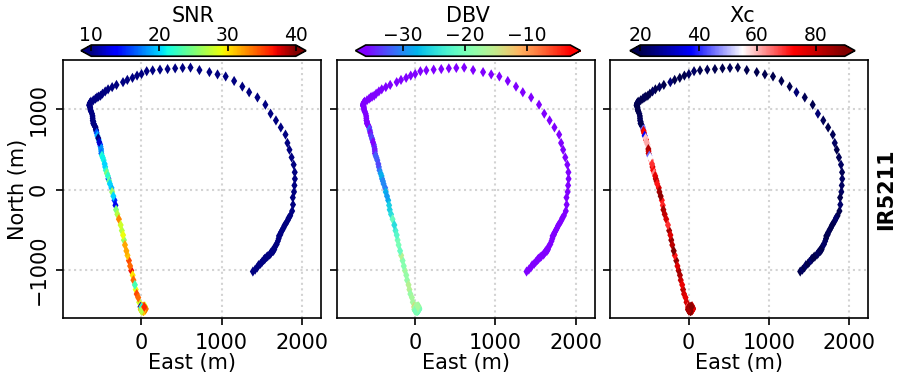 SNR DBV Xc
10 20 30 40 −30 −20 −10 20 40 60 80
North (m)
1000
0
−1000
IR5211
0 1000 2000 0 1000 2000 0 1000 2000
East (m) East (m) East (m)